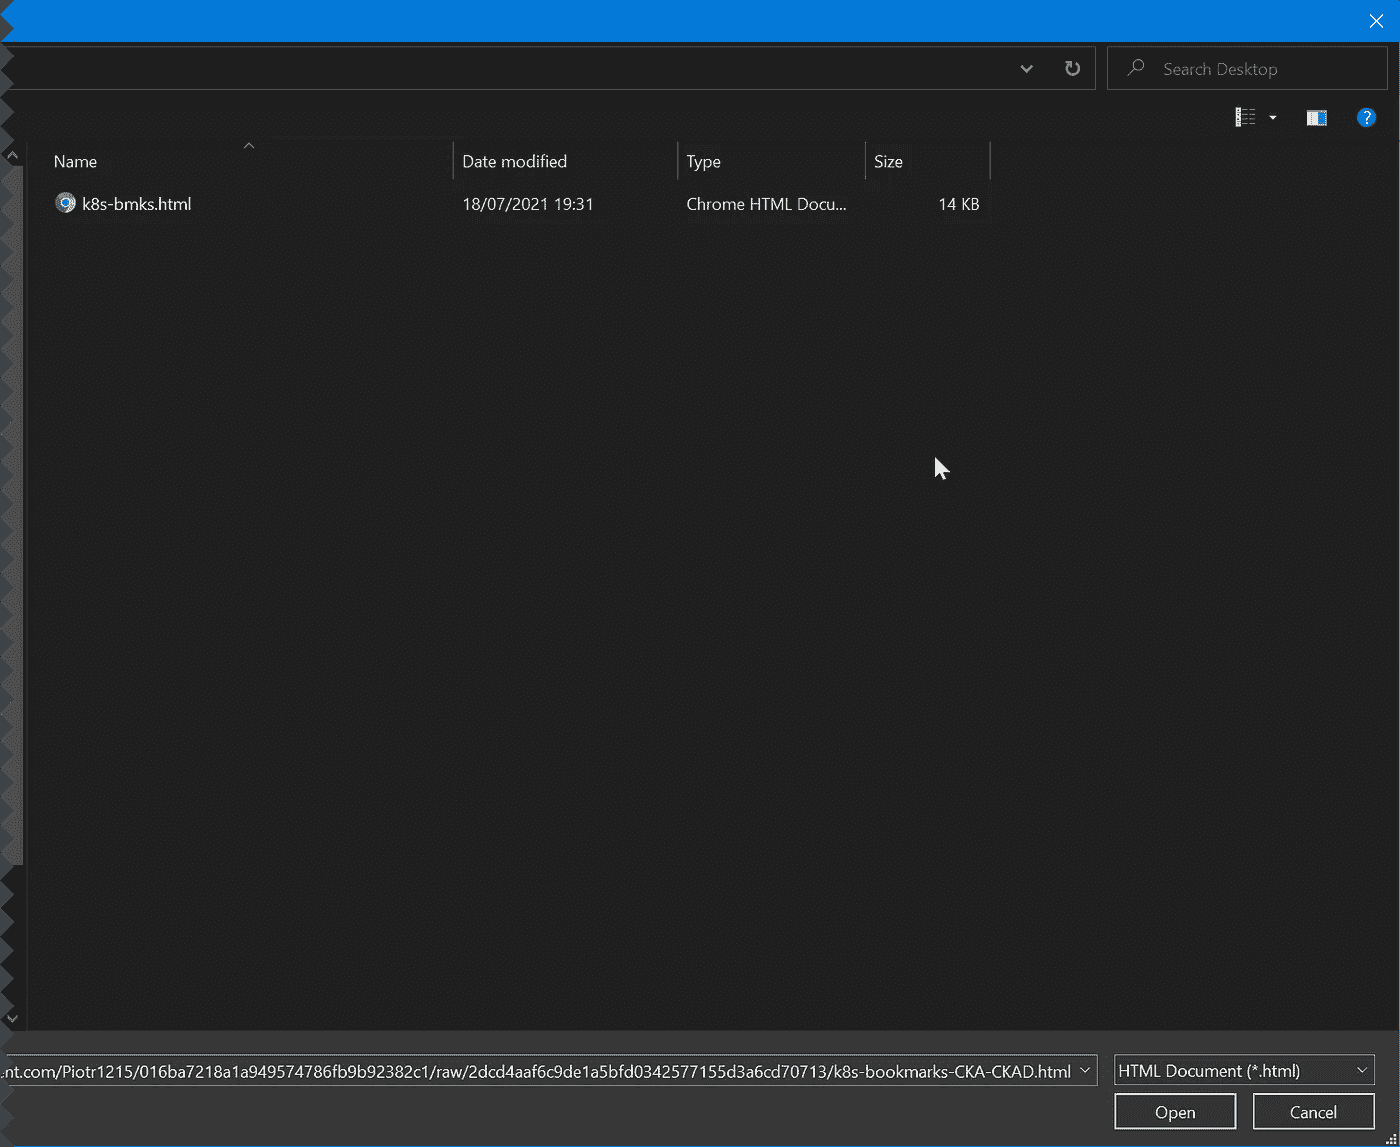 Search Desktop
?
Name Date modified Type Size
k8s-bmks.html 18/07/2021 19:31 Chrome HTML Docu... 14 KB
nt.com/Piotr1215/016ba7218a1a949574786fb9b92382c1/raw/2dcd4aaf6c9de1a5bfd0342577155d3a6cd70713/k8s-bookmarks-CKA-CKAD.html HTML Document (*.html)
Open Cancel